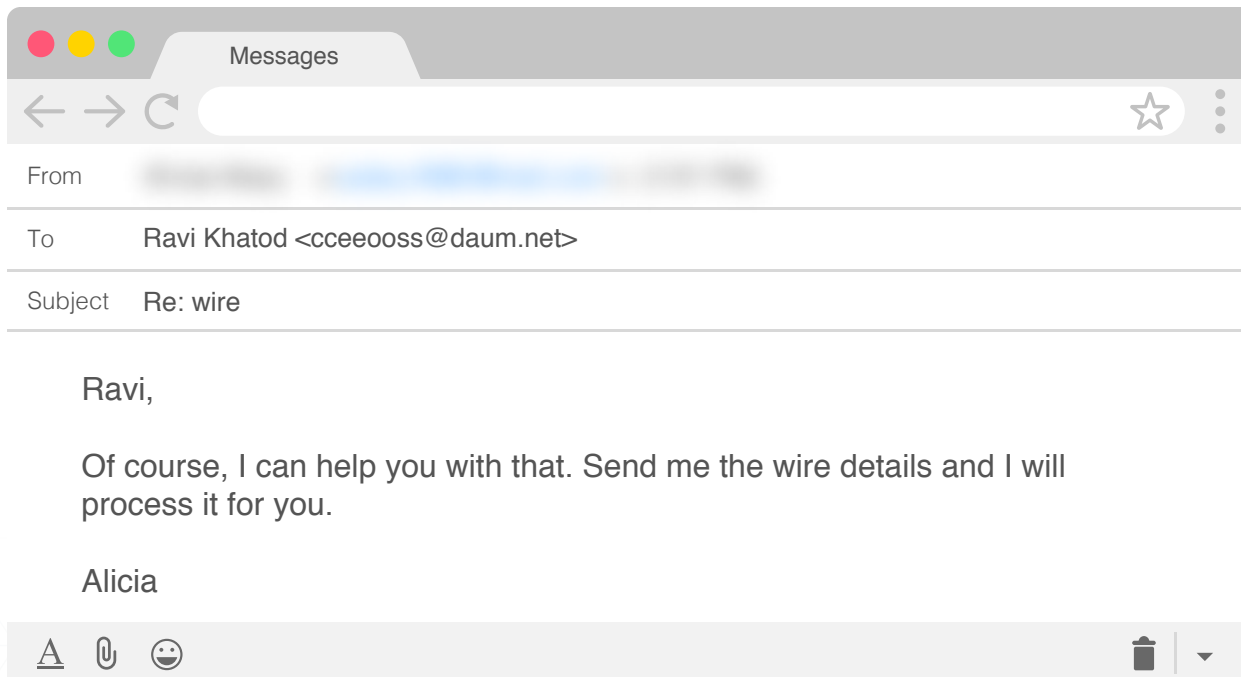 Messages
From
To Ravi Khatod <cceeooss@daum.net>
Subject Re: wire
Ravi,
Of course, I can help you with that. Send me the wire details and I will
process it for you.
Alicia
A